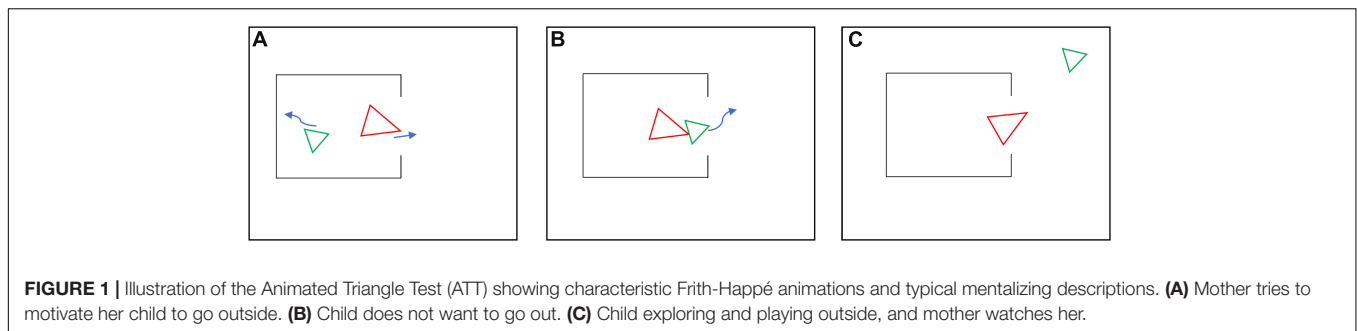 A
B
C
FIGURE 1 | Illustration of the Animated Triangle Test (ATT) showing characteristic Frith-Happé animations and typical mentalizing descriptions. (A) Mother tries to
motivate her child to go outside. (B) Child does not want to go out. (C) Child exploring and playing outside, and mother watches her.